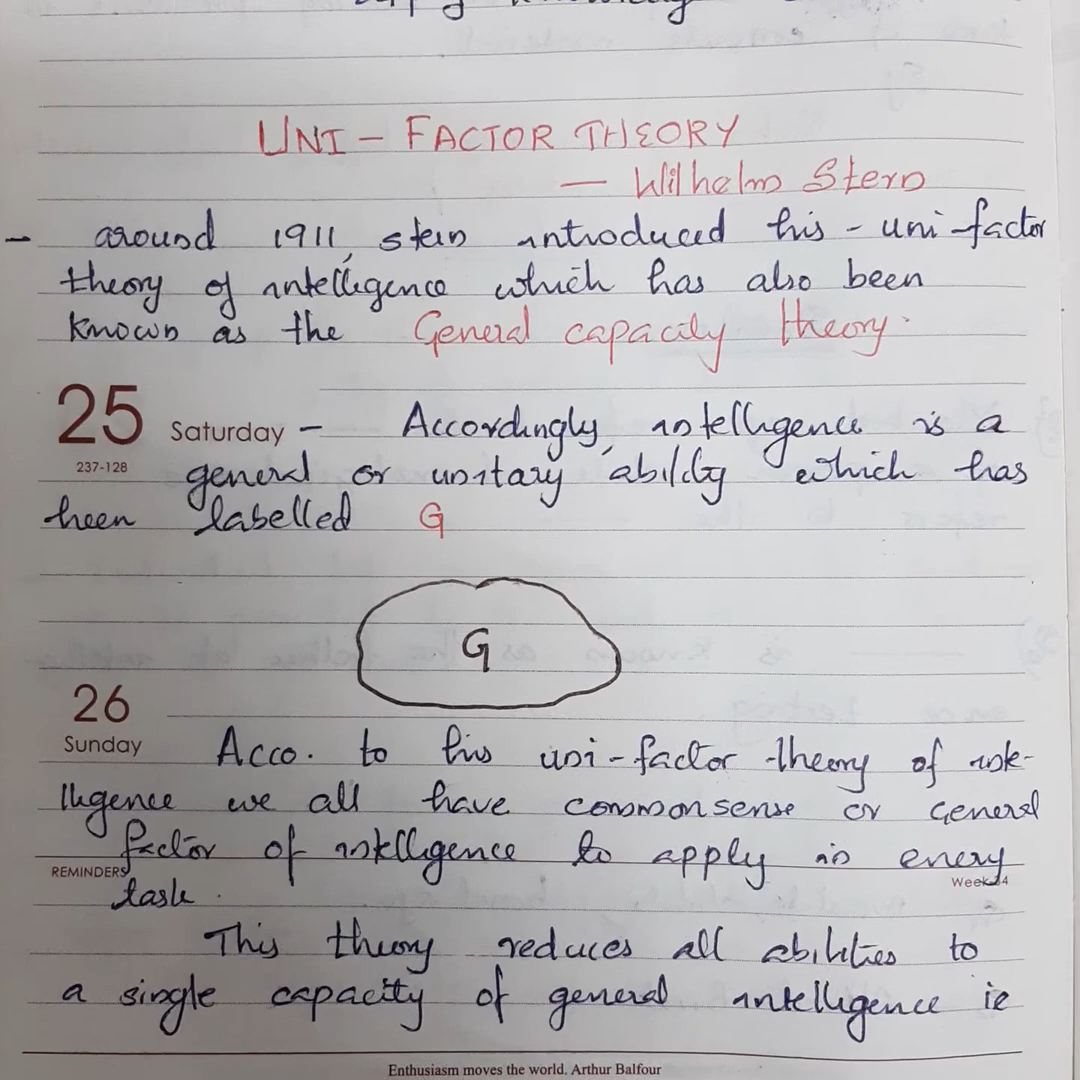 UNI - FACTOR THEORY
- Wilhelm Stern
- around 1911, stern introduced his - uni-factor
theory of intelligence which has also been
known as the General capacity theory.
25 Saturday - Accordingly, intelligence is a
237-128
general or unitary ability which has
been labelled G
G
26
Sunday
Acco. to this uni-factor theory of inte-
lligence we all have common sense or General
factor of intelligence to apply in every
REMINDERS
Week 34
task.
This theory reduces all abilities to
a single capacity of general intelligence ie
Enthusiasm moves the world. Arthur Balfour